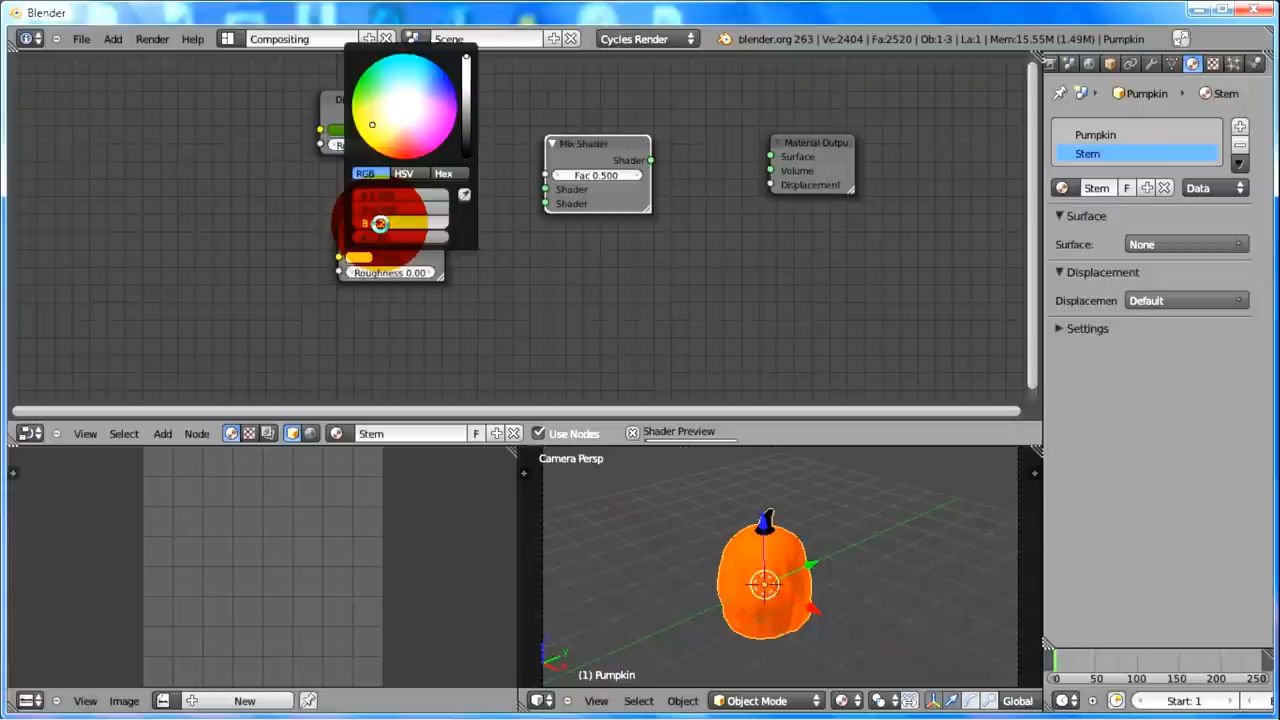 Blender
File Add Render Help Compositing Scene Cycles Render blender.org 263 | Ve:2404 | Fa:2520 | Ob:1-3 | La:1 | Mem:15.55M (1.49M) | Pumpkin
Pumpkin Stem
Pumpkin
Stem
Stem F Data
Surface
Surface: None
Displacement
Displacemen Default
Settings
RGB HSV Hex
B
Roughness 0.00
Mix Shader
Shader
Fac 0.500
Shader
Shader
Material Outpu
Surface
Volume
Displacement
View Select Add Node Stem F Use Nodes Shader Preview
Camera Persp
(1) Pumpkin
View Image New
View Select Object Object Mode Global
0 50 100 150 200 250
Start: 1